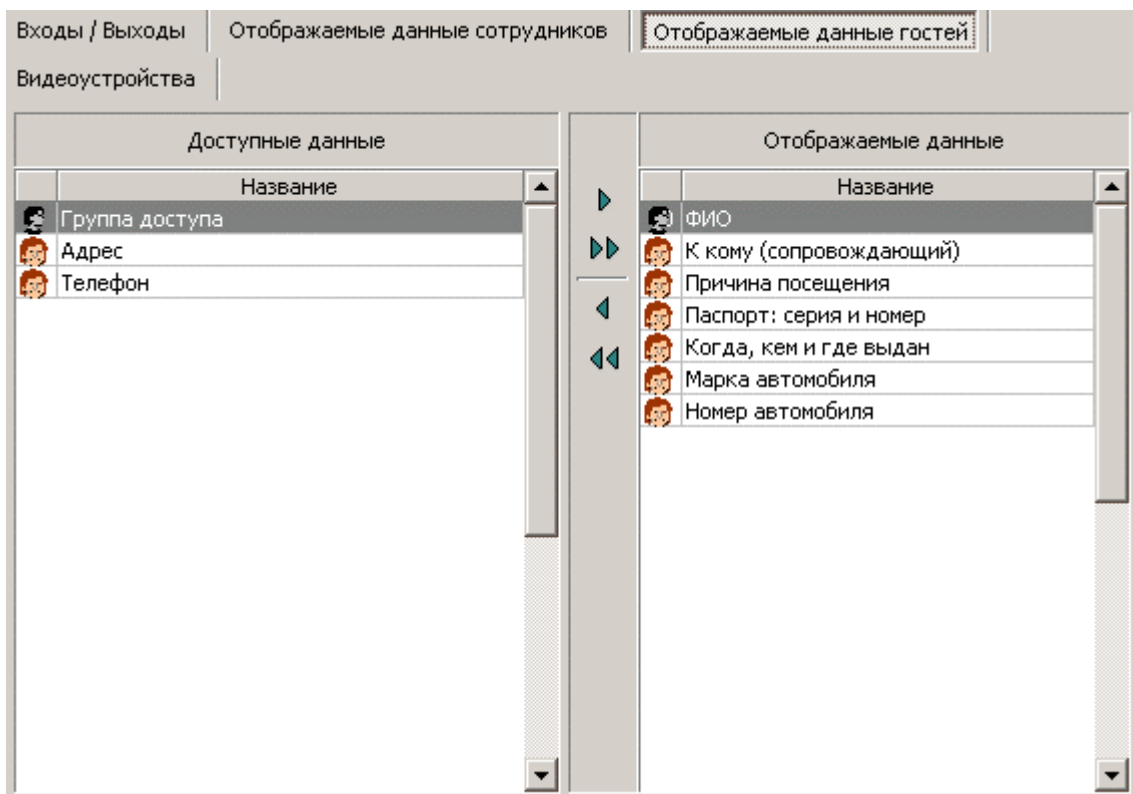 Входы / Выходы
Отображаемые данные сотрудников
Отображаемые данные гостей
Видеоустройства
Доступные данные
Название
Группа доступа
Адрес
Телефон
Отображаемые данные
Название
ФИО
К кому (сопровождающий)
Причина посещения
Паспорт: серия и номер
Когда, кем и где выдан
Марка автомобиля
Номер автомобиля